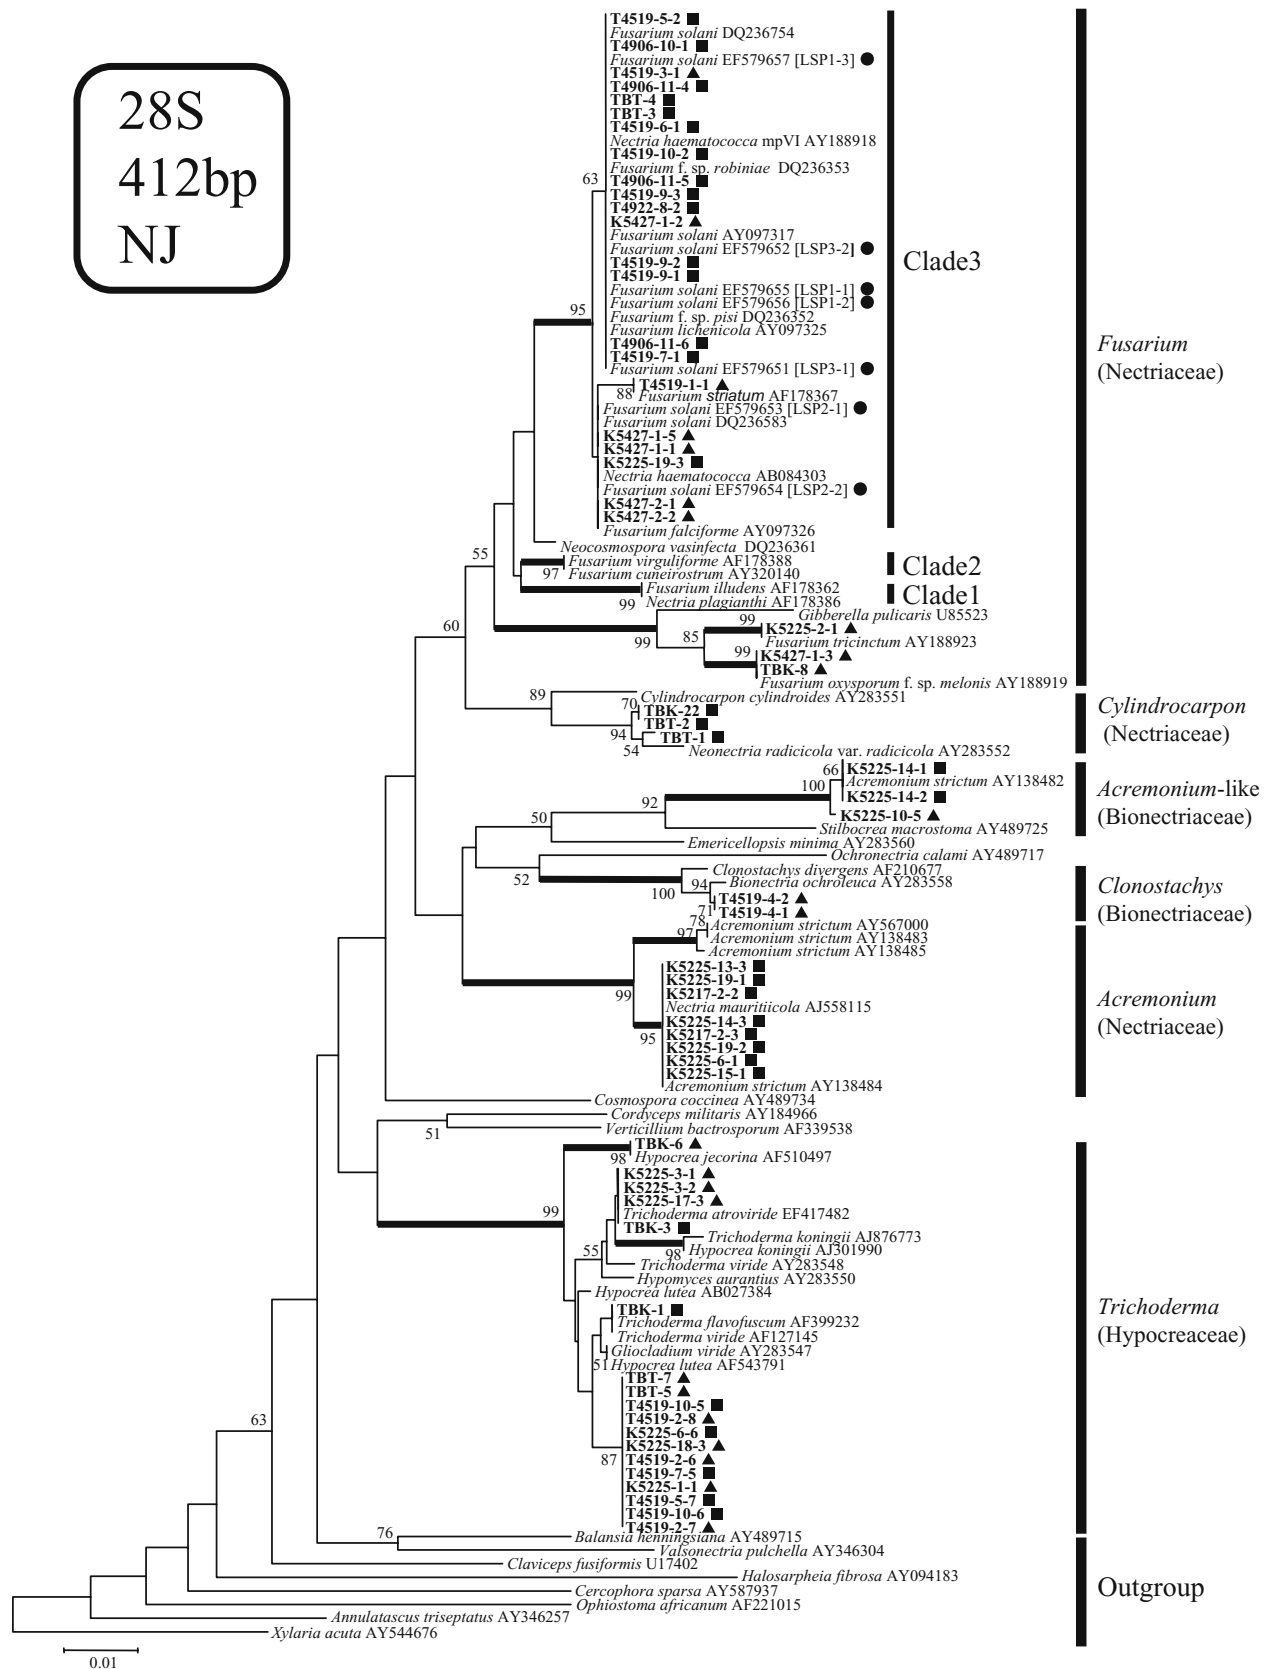 28S
412bp
NJ
T4519-5-2 ■
Fusarium solani DQ236754
T4906-10-1 ■
Fusarium solani EF579657 [LSP1-3] ●
T4519-3-1 ▲
T4906-11-4 ■
TBT-4 ■
TBT-3 ■
T4519-6-1 ■
Nectria haematococca mpVI AY188918
T4519-10-2 ■
Fusarium f. sp. robiniae DQ236353
63
T4906-11-5 ■
T4519-9-3 ■
T4922-8-2 ■
K5427-1-2 ▲
Fusarium solani AY097317
Fusarium solani EF579652 [LSP3-2] ●
T4519-9-2 ■
Clade3
T4519-9-1 ■
Fusarium solani EF579655 [LSP1-1] ●
Fusarium solani EF579656 [LSP1-2] ●
95
Fusarium f. sp. pisi DQ236352
Fusarium lichenicola AY097325
T4906-11-6 ■
Fusarium
(Nectriaceae)
T4519-7-1 ■
Fusarium solani EF579651 [LSP3-1] ●
T4519-1-1 ▲
88
Fusarium striatum AF178367
Fusarium solani EF579653 [LSP2-1] ●
Fusarium solani DQ236583
K5427-1-5 ▲
K5427-1-1 ▲
K5225-19-3 ■
Nectria haematococca AB084303
Fusarium solani EF579654 [LSP2-2] ●
K5427-2-1 ▲
K5427-2-2 ▲
Fusarium falciforme AY097326
Neocosmospora vasinfecta DQ236361
55
Fusarium virguliforme AF178388
Clade2
97
Fusarium cuneirostrum AY320140
Fusarium illudens AF178362
Clade1
99
Nectria plagianthi AF178386
Gibberella pulicaris U85523
99
K5225-2-1 ▲
60
99
85
Fusarium tricinctum AY188923
99
K5427-1-3 ▲
TBK-8 ▲
Fusarium oxysporum f. sp. melonis AY188919
89
Cylindrocarpon cylindroides AY283551
70
TBK-22 ■
Cylindrocarpon
(Nectriaceae)
TBT-2 ■
94
TBT-1 ■
54
Neonectria radicicola var. radicicola AY283552
66
K5225-14-1 ■
Acremonium strictum AY138482
100
K5225-14-2 ■
Acremonium-like
(Bionectriaceae)
92
K5225-10-5 ▲
50
Stilbocrea macrostoma AY489725
Emericellopsis minima AY283560
Ochronectria calami AY489717
52
Clonostachys divergens AF210677
100
94
Bionectria ochroleuca AY283558
Clonostachys
(Bionectriaceae)
T4519-4-2 ▲
71
T4519-4-1 ▲
78
Acremonium strictum AY567000
97
Acremonium strictum AY138483
Acremonium strictum AY138485
K5225-13-3 ■
K5225-19-1 ■
99
K5217-2-2 ■
Acremonium
(Nectriaceae)
Nectria mauritiicola AJ558115
K5225-14-3 ■
95
K5217-2-3 ■
K5225-19-2 ■
K5225-6-1 ■
K5225-15-1 ■
Acremonium strictum AY138484
Cosmospora coccinea AY489734
Cordyceps militaris AY184966
51
Verticillium bactrosporum AF339538
TBK-6 ▲
98
Hypocrea jecorina AF510497
K5225-3-1 ▲
K5225-3-2 ▲
K5225-17-3 ▲
99
Trichoderma atroviride EF417482
TBK-3 ■
Trichoderma koningii AJ876773
55
98
Hypocrea koningii AJ301990
Trichoderma viride AY283548
Hypomyces aurantius AY283550
Hypocrea lutea AB027384
TBK-1 ■
Trichoderma
(Hypocreaceae)
Trichoderma flavofuscum AF399232
Trichoderma viride AF127145
Gliocladium viride AY283547
51
Hypocrea lutea AF543791
TBT-7 ▲
TBT-5 ▲
T4519-10-5 ■
T4519-2-8 ▲
63
K5225-6-6 ■
K5225-18-3 ▲
87
T4519-2-6 ▲
T4519-7-5 ■
K5225-1-1 ▲
T4519-5-7 ■
T4519-10-6 ■
T4519-2-7 ▲
76
Balansia henningsiana AY489715
Valsonectria pulchella AY346304
Claviceps fusiformis U17402
Halosarpheia fibrosa AY094183
Outgroup
Cercophora sparsa AY587937
Ophiostoma africanum AF221015
Annulatascus triseptatus AY346257
Xylaria acuta AY544676
0.01